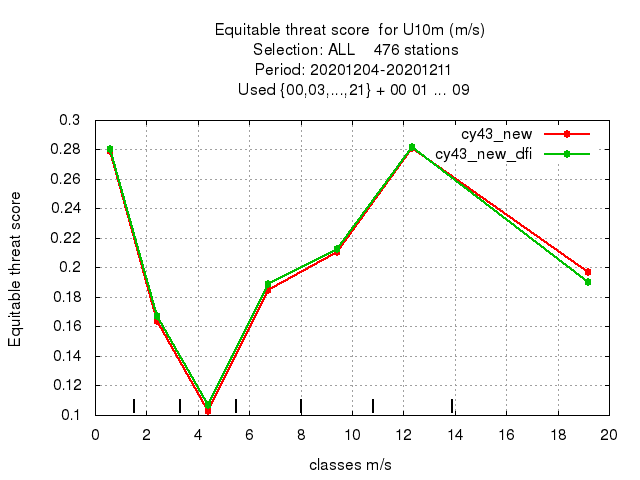 Equitable threat score  for U10m (m/s)
Selection: ALL    476 stations
Period: 20201204-20201211
Used {00,03,...,21} + 00 01 ... 09
cy43_new
cy43_new_dfi
Equitable threat score
0.3
0.28
0.26
0.24
0.22
0.2
0.18
0.16
0.14
0.12
0.1
0 2 4 6 8 10 12 14 16 18 20
classes m/s